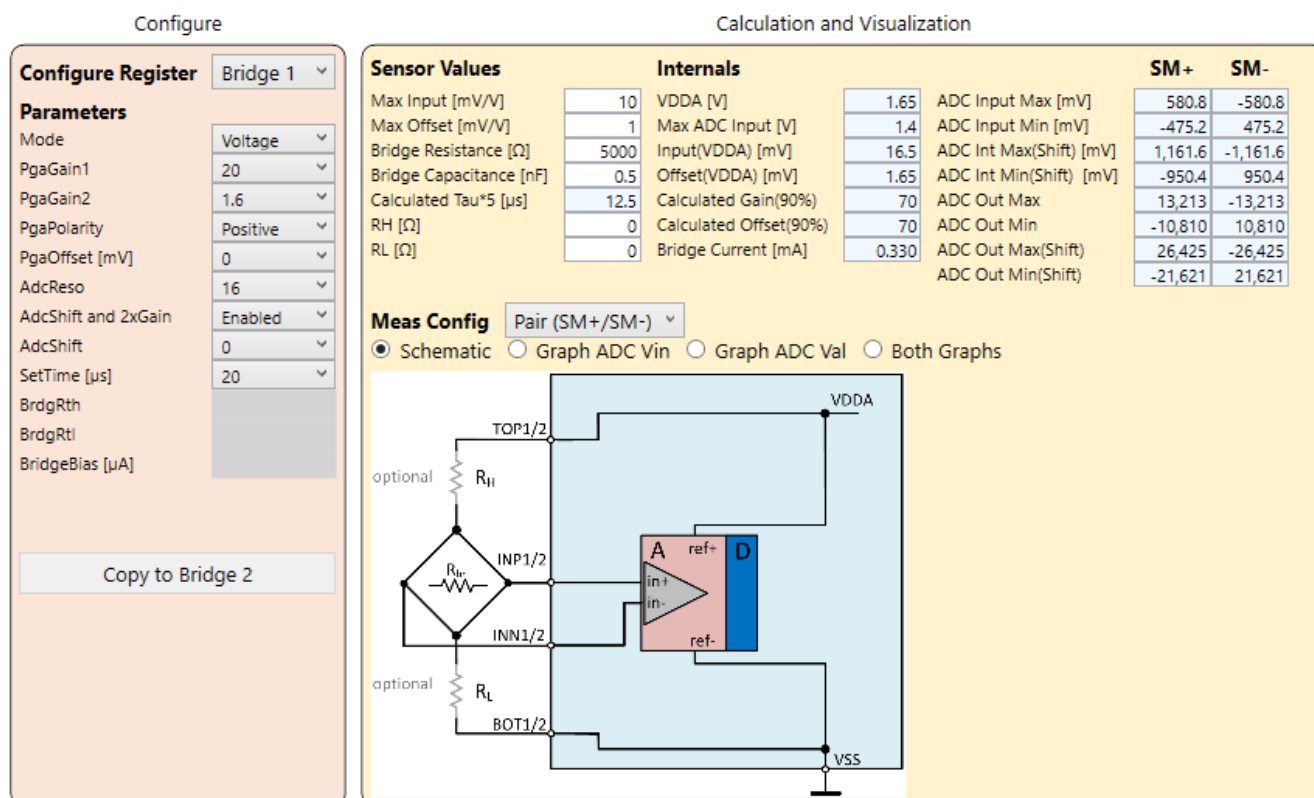 Configure
Calculation and Visualization
Configure Register Bridge 1
Parameters
Mode Voltage
PgaGain1 20
PgaGain2 1.6
PgaPolarity Positive
PgaOffset [mV] 0
AdcReso 16
AdcShift and 2xGain Enabled
AdcShift 0
SetTime [µs] 20
BrdgRth
BrdgRtl
BridgeBias [µA]
Copy to Bridge 2
Sensor Values Internals SM+ SM-
Max Input [mV/V] 10 VDDA [V] 1.65 ADC Input Max [mV] 580.8 -580.8
Max Offset [mV/V] 1 Max ADC Input [V] 1.4 ADC Input Min [mV] -475.2 475.2
Bridge Resistance [Ω] 5000 Input(VDDA) [mV] 16.5 ADC Int Max(Shift) [mV] 1,161.6 -1,161.6
Bridge Capacitance [nF] 0.5 Offset(VDDA) [mV] 1.65 ADC Int Min(Shift) [mV] -950.4 950.4
Calculated Tau*5 [µs] 12.5 Calculated Gain(90%) 70 ADC Out Max 13,213 -13,213
RH [Ω] 0 Calculated Offset(90%) 70 ADC Out Min -10,810 10,810
RL [Ω] 0 Bridge Current [mA] 0.330 ADC Out Max(Shift) 26,425 -26,425
ADC Out Min(Shift) -21,621 21,621
Meas Config Pair (SM+/SM-)
Schematic Graph ADC Vin Graph ADC Val Both Graphs
VDDA
TOP1/2
optional RH
A ref+ D
INP1/2
Rbr
in+
in-
INN1/2
ref-
optional RL
BOT1/2
VSS